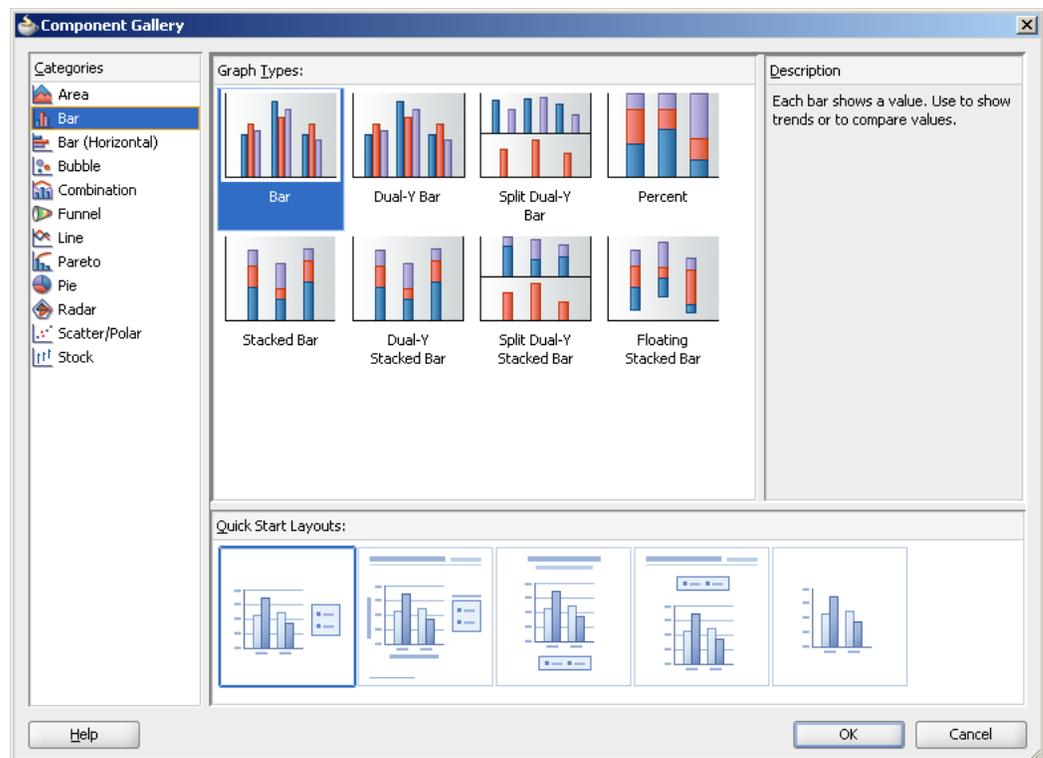 Component Gallery
Categories
Area
Bar
Bar (Horizontal)
Bubble
Combination
Funnel
Line
Pareto
Pie
Radar
Scatter/Polar
Stock
Graph Types:
Bar
Dual-Y Bar
Split Dual-Y
Bar
Percent
Stacked Bar
Dual-Y
Stacked Bar
Split Dual-Y
Stacked Bar
Floating
Stacked Bar
Description
Each bar shows a value. Use to show
trends or to compare values.
Quick Start Layouts:
Help
OK
Cancel